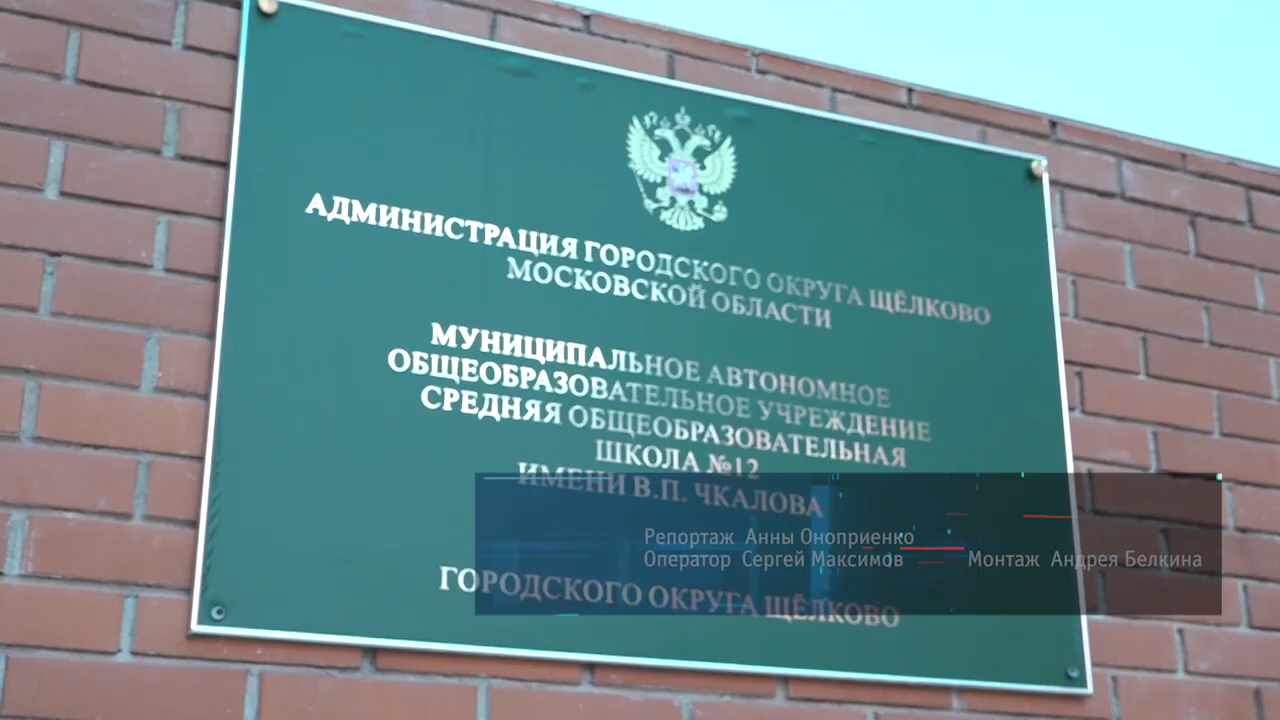 АДМИНИСТРАЦИЯ ГОРОДСКОГО ОКРУГА ЩЁЛКОВО
МОСКОВСКОЙ ОБЛАСТИ
МУНИЦИПАЛЬНОЕ АВТОНОМНОЕ
ОБЩЕОБРАЗОВАТЕЛЬНОЕ УЧРЕЖДЕНИЕ
СРЕДНЯЯ ОБЩЕОБРАЗОВАТЕЛЬНАЯ
ШКОЛА №12
ИМЕНИ В.П. ЧКАЛОВА
ГОРОДСКОГО ОКРУГА ЩЁЛКОВО
Репортаж Анны Оноприенко
Оператор Сергей Максимов Монтаж Андрея Белкина